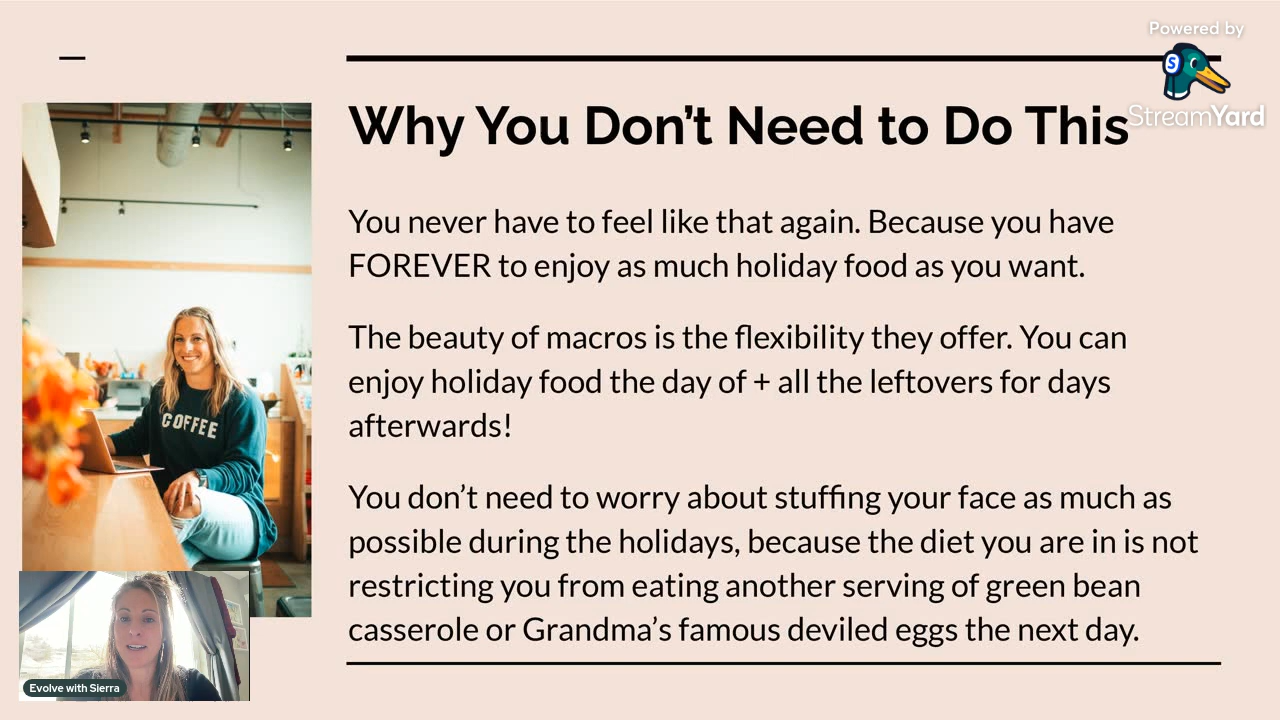 Powered by
S
StreamYard
Why You Don’t Need to Do This
You never have to feel like that again. Because you have
FOREVER to enjoy as much holiday food as you want.
The beauty of macros is the flexibility they offer. You can
enjoy holiday food the day of + all the leftovers for days
afterwards!
You don’t need to worry about stuffing your face as much as
possible during the holidays, because the diet you are in is not
restricting you from eating another serving of green bean
casserole or Grandma’s famous deviled eggs the next day.
COFFEE
Evolve with Sierra